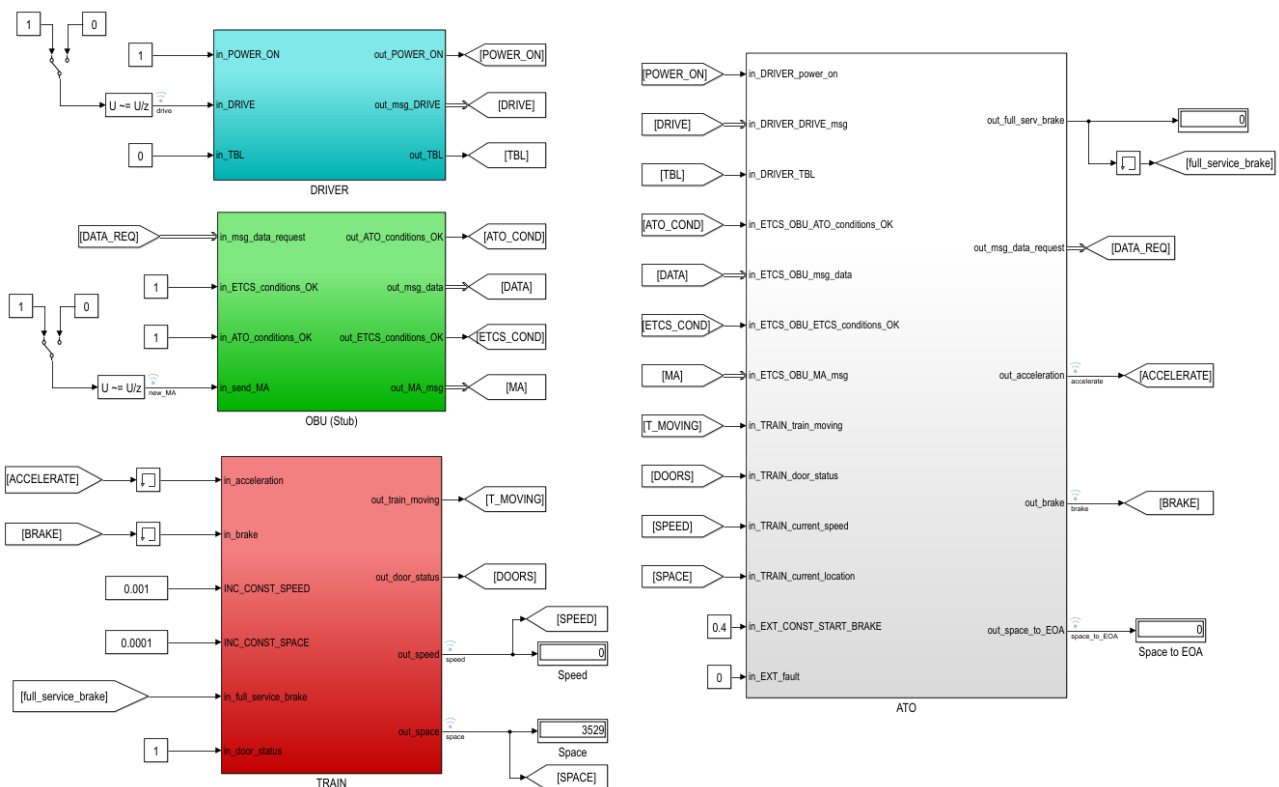 1
0
1
in_POWER_ON
out_POWER_ON
[POWER_ON]
U ~= U/z
drive
in_DRIVE
out_msg_DRIVE
[DRIVE]
0
in_TBL
out_TBL
[TBL]
DRIVER
[DATA_REQ]
in_msg_data_request
out_ATO_conditions_OK
[ATO_COND]
1
in_ETCS_conditions_OK
out_msg_data
[DATA]
1
0
1
in_ATO_conditions_OK
out_ETCS_conditions_OK
[ETCS_COND]
U ~= U/z
new_MA
in_send_MA
out_MA_msg
[MA]
OBU (Stub)
[ACCELERATE]
in_acceleration
out_train_moving
[T_MOVING]
[BRAKE]
in_brake
out_door_status
[DOORS]
0.001
INC_CONST_SPEED
[SPEED]
0.0001
INC_CONST_SPACE
out_speed
speed
0
Speed
[full_service_brake]
in_full_service_brake
out_space
space
3529
Space
1
in_door_status
[SPACE]
TRAIN
[POWER_ON]
in_DRIVER_power_on
[DRIVE]
in_DRIVER_DRIVE_msg
out_full_serv_brake
0
[TBL]
in_DRIVER_TBL
[full_service_brake]
[ATO_COND]
in_ETCS_OBU_ATO_conditions_OK
out_msg_data_request
[DATA_REQ]
[DATA]
in_ETCS_OBU_msg_data
[ETCS_COND]
in_ETCS_OBU_ETCS_conditions_OK
[MA]
in_ETCS_OBU_MA_msg
out_acceleration
accelerate
[ACCELERATE]
[T_MOVING]
in_TRAIN_train_moving
[DOORS]
in_TRAIN_door_status
out_brake
brake
[BRAKE]
[SPEED]
in_TRAIN_current_speed
[SPACE]
in_TRAIN_current_location
0.4
in_EXT_CONST_START_BRAKE
out_space_to_EOA
space_to_EOA
0
Space to EOA
0
in_EXT_fault
ATO